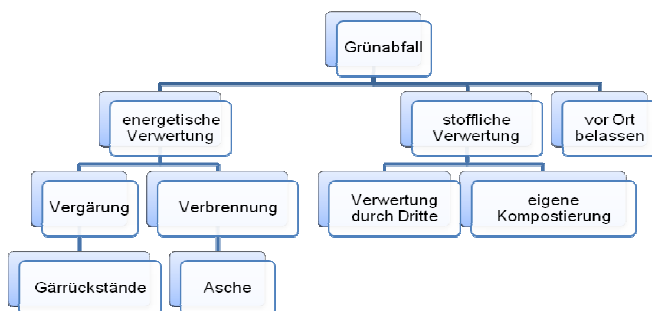 Grünabfall
energetische
Verwertung
stoffliche
Verwertung
vor Ort
belassen
Vergärung
Verbrennung
Verwertung
durch Dritte
eigene
Kompostierung
Gärrückstände
Asche